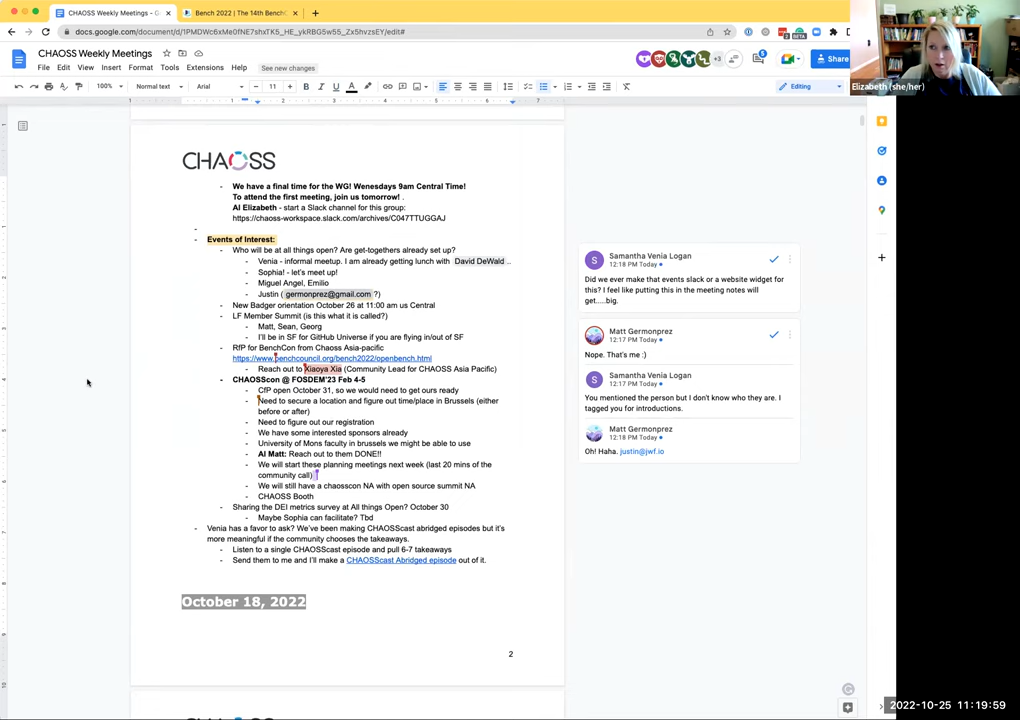 CHAOSS Weekly Meetings - G
Bench 2022 | The 14th BenchC
docs.google.com/document/d/1PMDWc6xMe0fNE7shxTK5_HE_ykRBG5w55_Zx5hvzsEY/edit#
CHAOSS Weekly Meetings
File Edit View Insert Format Tools Extensions Help See new changes
+3
Share
100% Normal text Arial 11 Editing
Elizabeth (she/her)
CHAOSS
- We have a final time for the WG! Wenesdays 9am Central Time!
To attend the first meeting, join us tomorrow! .
AI Elizabeth - start a Slack channel for this group:
https://chaoss-workspace.slack.com/archives/C047TTUGGAJ
-
- Events of Interest:
- Who will be at all things open? Are get-togethers already set up?
- Venia - informal meetup. I am already getting lunch with David DeWald ..
- Sophia! - let's meet up!
- Miguel Angel, Emilio
- Justin ( germonprez@gmail.com ?)
- New Badger orientation October 26 at 11:00 am us Central
- LF Member Summit (is this what it is called?)
- Matt, Sean, Georg
- I'll be in SF for GitHub Universe if you are flying in/out of SF
- RfP for BenchCon from Chaoss Asia-pacific
https://www.benchcouncil.org/bench2022/openbench.html
- Reach out to Xiaoya Xia (Community Lead for CHAOSS Asia Pacific)
- CHAOSScon @ FOSDEM'23 Feb 4-5
- CfP open October 31, so we would need to get ours ready
- Need to secure a location and figure out time/place in Brussels (either
before or after)
- Need to figure out our registration
- We have some interested sponsors already
- University of Mons faculty in brussels we might be able to use
- AI Matt: Reach out to them DONE!!
- We will start these planning meetings next week (last 20 mins of the
community call)
- We will still have a chaosscon NA with open source summit NA
- CHAOSS Booth
- Sharing the DEI metrics survey at All things Open? October 30
- Maybe Sophia can facilitate? Tbd
- Venia has a favor to ask? We've been making CHAOSScast abridged episodes but it's
more meaningful if the community chooses the takeaways.
- Listen to a single CHAOSScast episode and pull 6-7 takeaways
- Send them to me and I'll make a CHAOSScast Abridged episode out of it.
October 18, 2022
2
S
Samantha Venia Logan
12:18 PM Today
Did we ever make that events slack or a website widget for
this? I feel like putting this in the meeting notes will
get.....big.
Matt Germonprez
12:17 PM Today
Nope. That's me :)
S
Samantha Venia Logan
12:17 PM Today
You mentioned the person but I don't know who they are. I
tagged you for introductions.
Matt Germonprez
12:18 PM Today
Oh! Haha. justin@jwf.io
2022-10-25 11:19:59